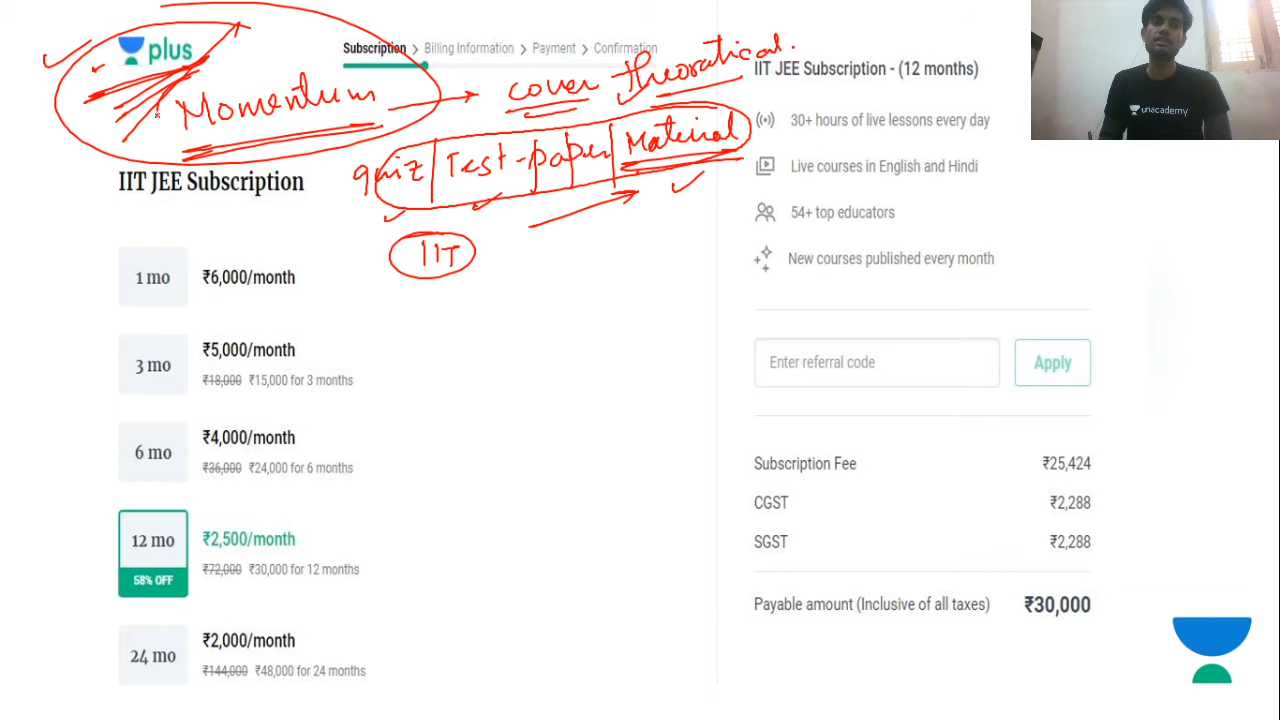 plus
Subscription > Billing Information > Payment > Confirmation
Momentum
cover theoratical.
quiz | Test-paper | Material
IIT
IIT JEE Subscription
1 mo
₹6,000/month
3 mo
₹5,000/month
₹18,000 ₹15,000 for 3 months
6 mo
₹4,000/month
₹36,000 ₹24,000 for 6 months
12 mo
58% OFF
₹2,500/month
₹72,000 ₹30,000 for 12 months
24 mo
₹2,000/month
₹144,000 ₹48,000 for 24 months
IIT JEE Subscription - (12 months)
30+ hours of live lessons every day
Live courses in English and Hindi
54+ top educators
New courses published every month
Enter referral code
Apply
Subscription Fee ₹25,424
CGST ₹2,288
SGST ₹2,288
Payable amount (Inclusive of all taxes) ₹30,000
unacademy